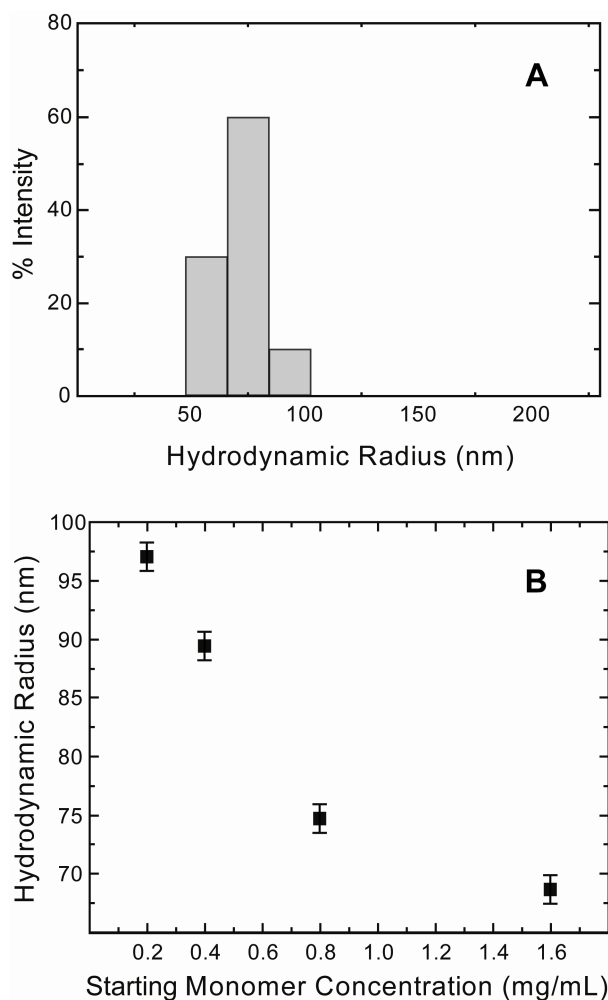 80
A
60
% Intensity
40
20
0
50 100 150 200
Hydrodynamic Radius (nm)
100
B
95
90
Hydrodynamic Radius (nm)
85
80
75
70
0.2 0.4 0.6 0.8 1.0 1.2 1.4 1.6
Starting Monomer Concentration (mg/mL)